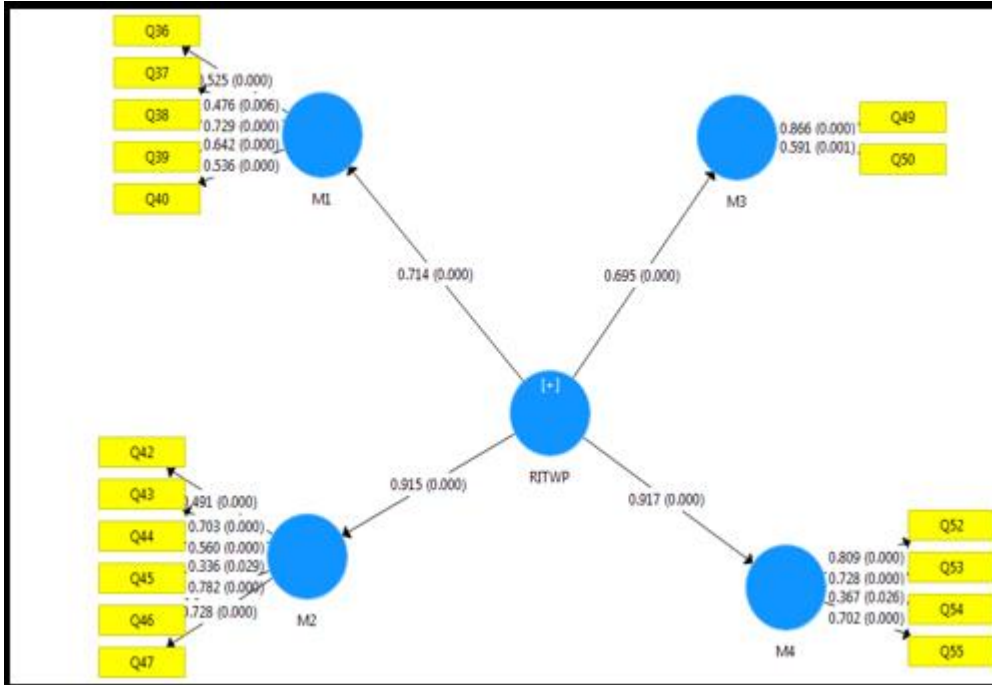 Q36
Q37
Q38
Q39
Q40
.525 (0.000)
0.476 (0.006)
0.729 (0.000)
0.642 (0.000)
0.536 (0.000)
M1
0.866 (0.000)
0.591 (0.001)
Q49
Q50
M3
0.714 (0.000)
0.695 (0.000)
[+]
RITWP
0.915 (0.000)
0.917 (0.000)
Q42
Q43
Q44
Q45
Q46
Q47
.491 (0.000)
0.703 (0.000)
0.560 (0.000)
0.336 (0.029)
0.782 (0.000)
0.728 (0.000)
M2
0.809 (0.000)
0.728 (0.000)
0.367 (0.026)
0.702 (0.000)
Q52
Q53
Q54
Q55
M4